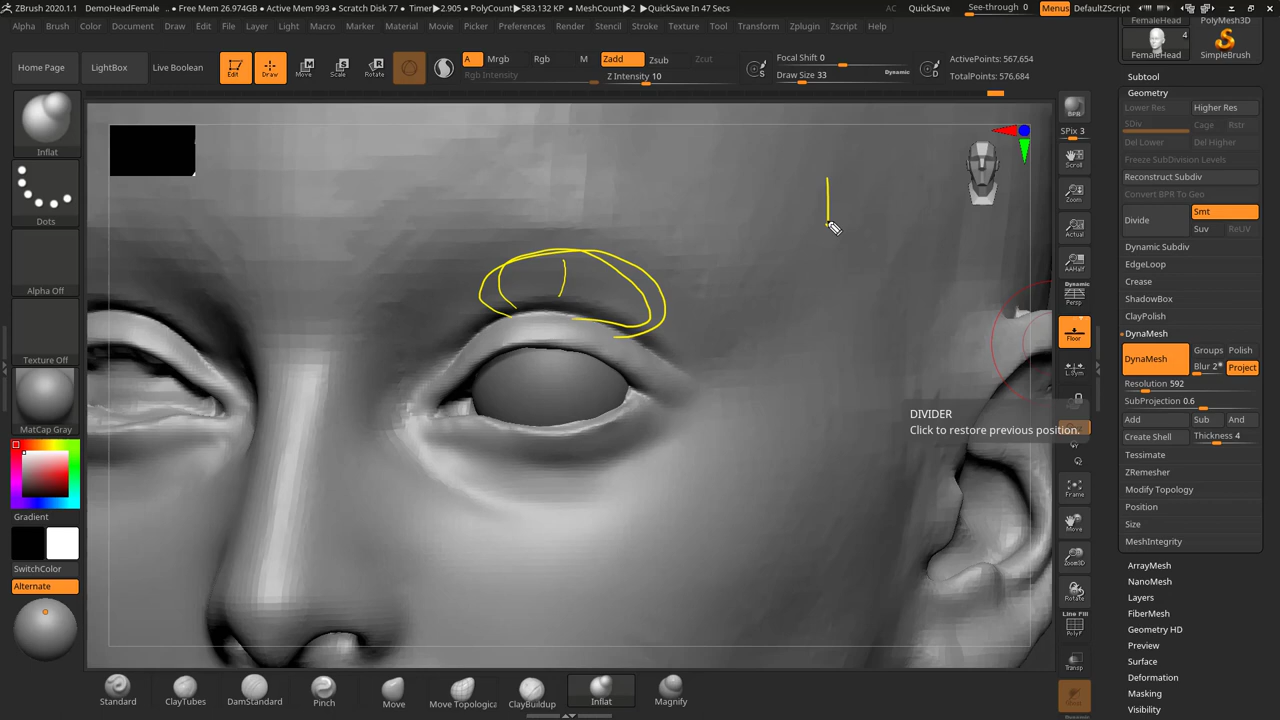 ZBrush 2020.1.1 DemoHeadFemale .. • Free Mem 26.974GB • Active Mem 993 • Scratch Disk 77 • Timer▶2.905 • PolyCount▶583.132 KP • MeshCount▶2 ▶QuickSave In 47 Secs AC QuickSave See-through 0 Menus DefaultZScript
Alpha Brush Color Document Draw Edit File Layer Light Macro Marker Material Movie Picker Preferences Render Stencil Stroke Texture Tool Transform Zplugin Zscript Help
FemaleHead PolyMesh3D
4
FemaleHead SimpleBrush
Home Page LightBox Live Boolean
Edit Draw Move Scale Rotate
A Mrgb Rgb M Zadd Zsub Zcut
Rgb Intensity Z Intensity 10
S
Focal Shift 0
Draw Size 33 Dynamic
D
ActivePoints: 567,654
TotalPoints: 576,684
Inflat
Dots
Alpha Off
Texture Off
MatCap Gray
Gradient
SwitchColor
Alternate
DIVIDER
Click to restore previous position.
BPR
SPix 3
Scroll
Zoom
Actual
AAHalf
Dynamic
Persp
Floor
L.Sym
Frame
Move
Zoom3D
Rotate
Line Fill
PolyF
Transp
Subtool
Geometry
Lower Res Higher Res
SDiv Cage Rstr
Del Lower Del Higher
Freeze SubDivision Levels
Reconstruct Subdiv
Convert BPR To Geo
Divide Smt
Suv ReUV
Dynamic Subdiv
EdgeLoop
Crease
ShadowBox
ClayPolish
DynaMesh
DynaMesh Groups Polish
Blur 2 Project
Resolution 592
SubProjection 0.6
Add Sub And
Create Shell Thickness 4
Tessimate
ZRemesher
Modify Topology
Position
Size
MeshIntegrity
ArrayMesh
NanoMesh
Layers
FiberMesh
Geometry HD
Preview
Surface
Deformation
Masking
Visibility
Standard ClayTubes DamStandard Pinch Move Move Topologica ClayBuildup Inflat Magnify